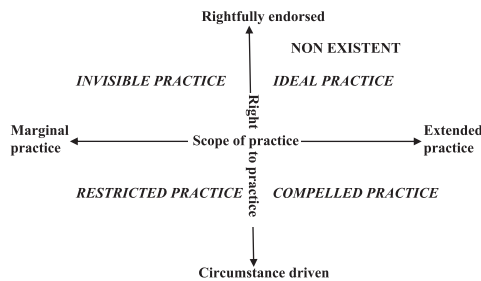 Rightfully endorsed
NON EXISTENT
INVISIBLE PRACTICE
IDEAL PRACTICE
Right to practice
Marginal
practice
Scope of practice
Extended
practice
RESTRICTED PRACTICE
COMPELLED PRACTICE
Circumstance driven